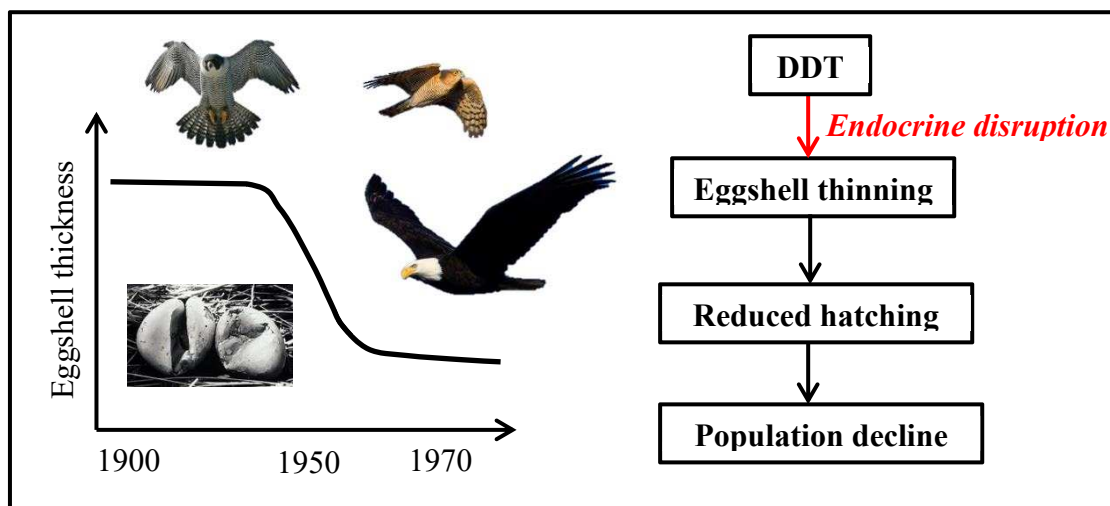 Eggshell thickness
1900
1950
1970
DDT
Endocrine disruption
Eggshell thinning
Reduced hatching
Population decline